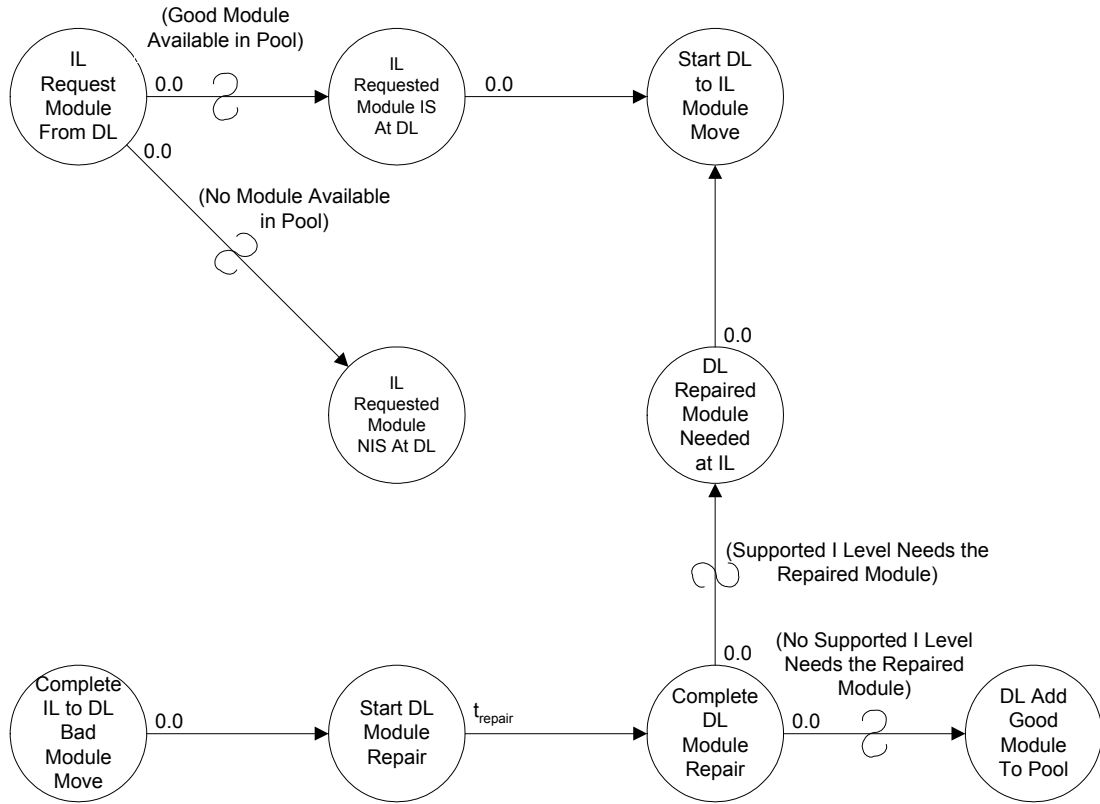 (Good Module
Available in Pool)
IL
Request
Module
From DL
0.0
IL
Requested
Module IS
At DL
0.0
Start DL
to IL
Module
Move
0.0
(No Module Available
in Pool)
IL
Requested
Module
NIS At DL
0.0
DL
Repaired
Module
Needed
at IL
(Supported I Level Needs the
Repaired Module)
0.0
(No Supported I Level
Needs the Repaired
Module)
Complete
IL to DL
Bad
Module
Move
0.0
Start DL
Module
Repair
trepair
Complete
DL
Module
Repair
0.0
DL Add
Good
Module
To Pool